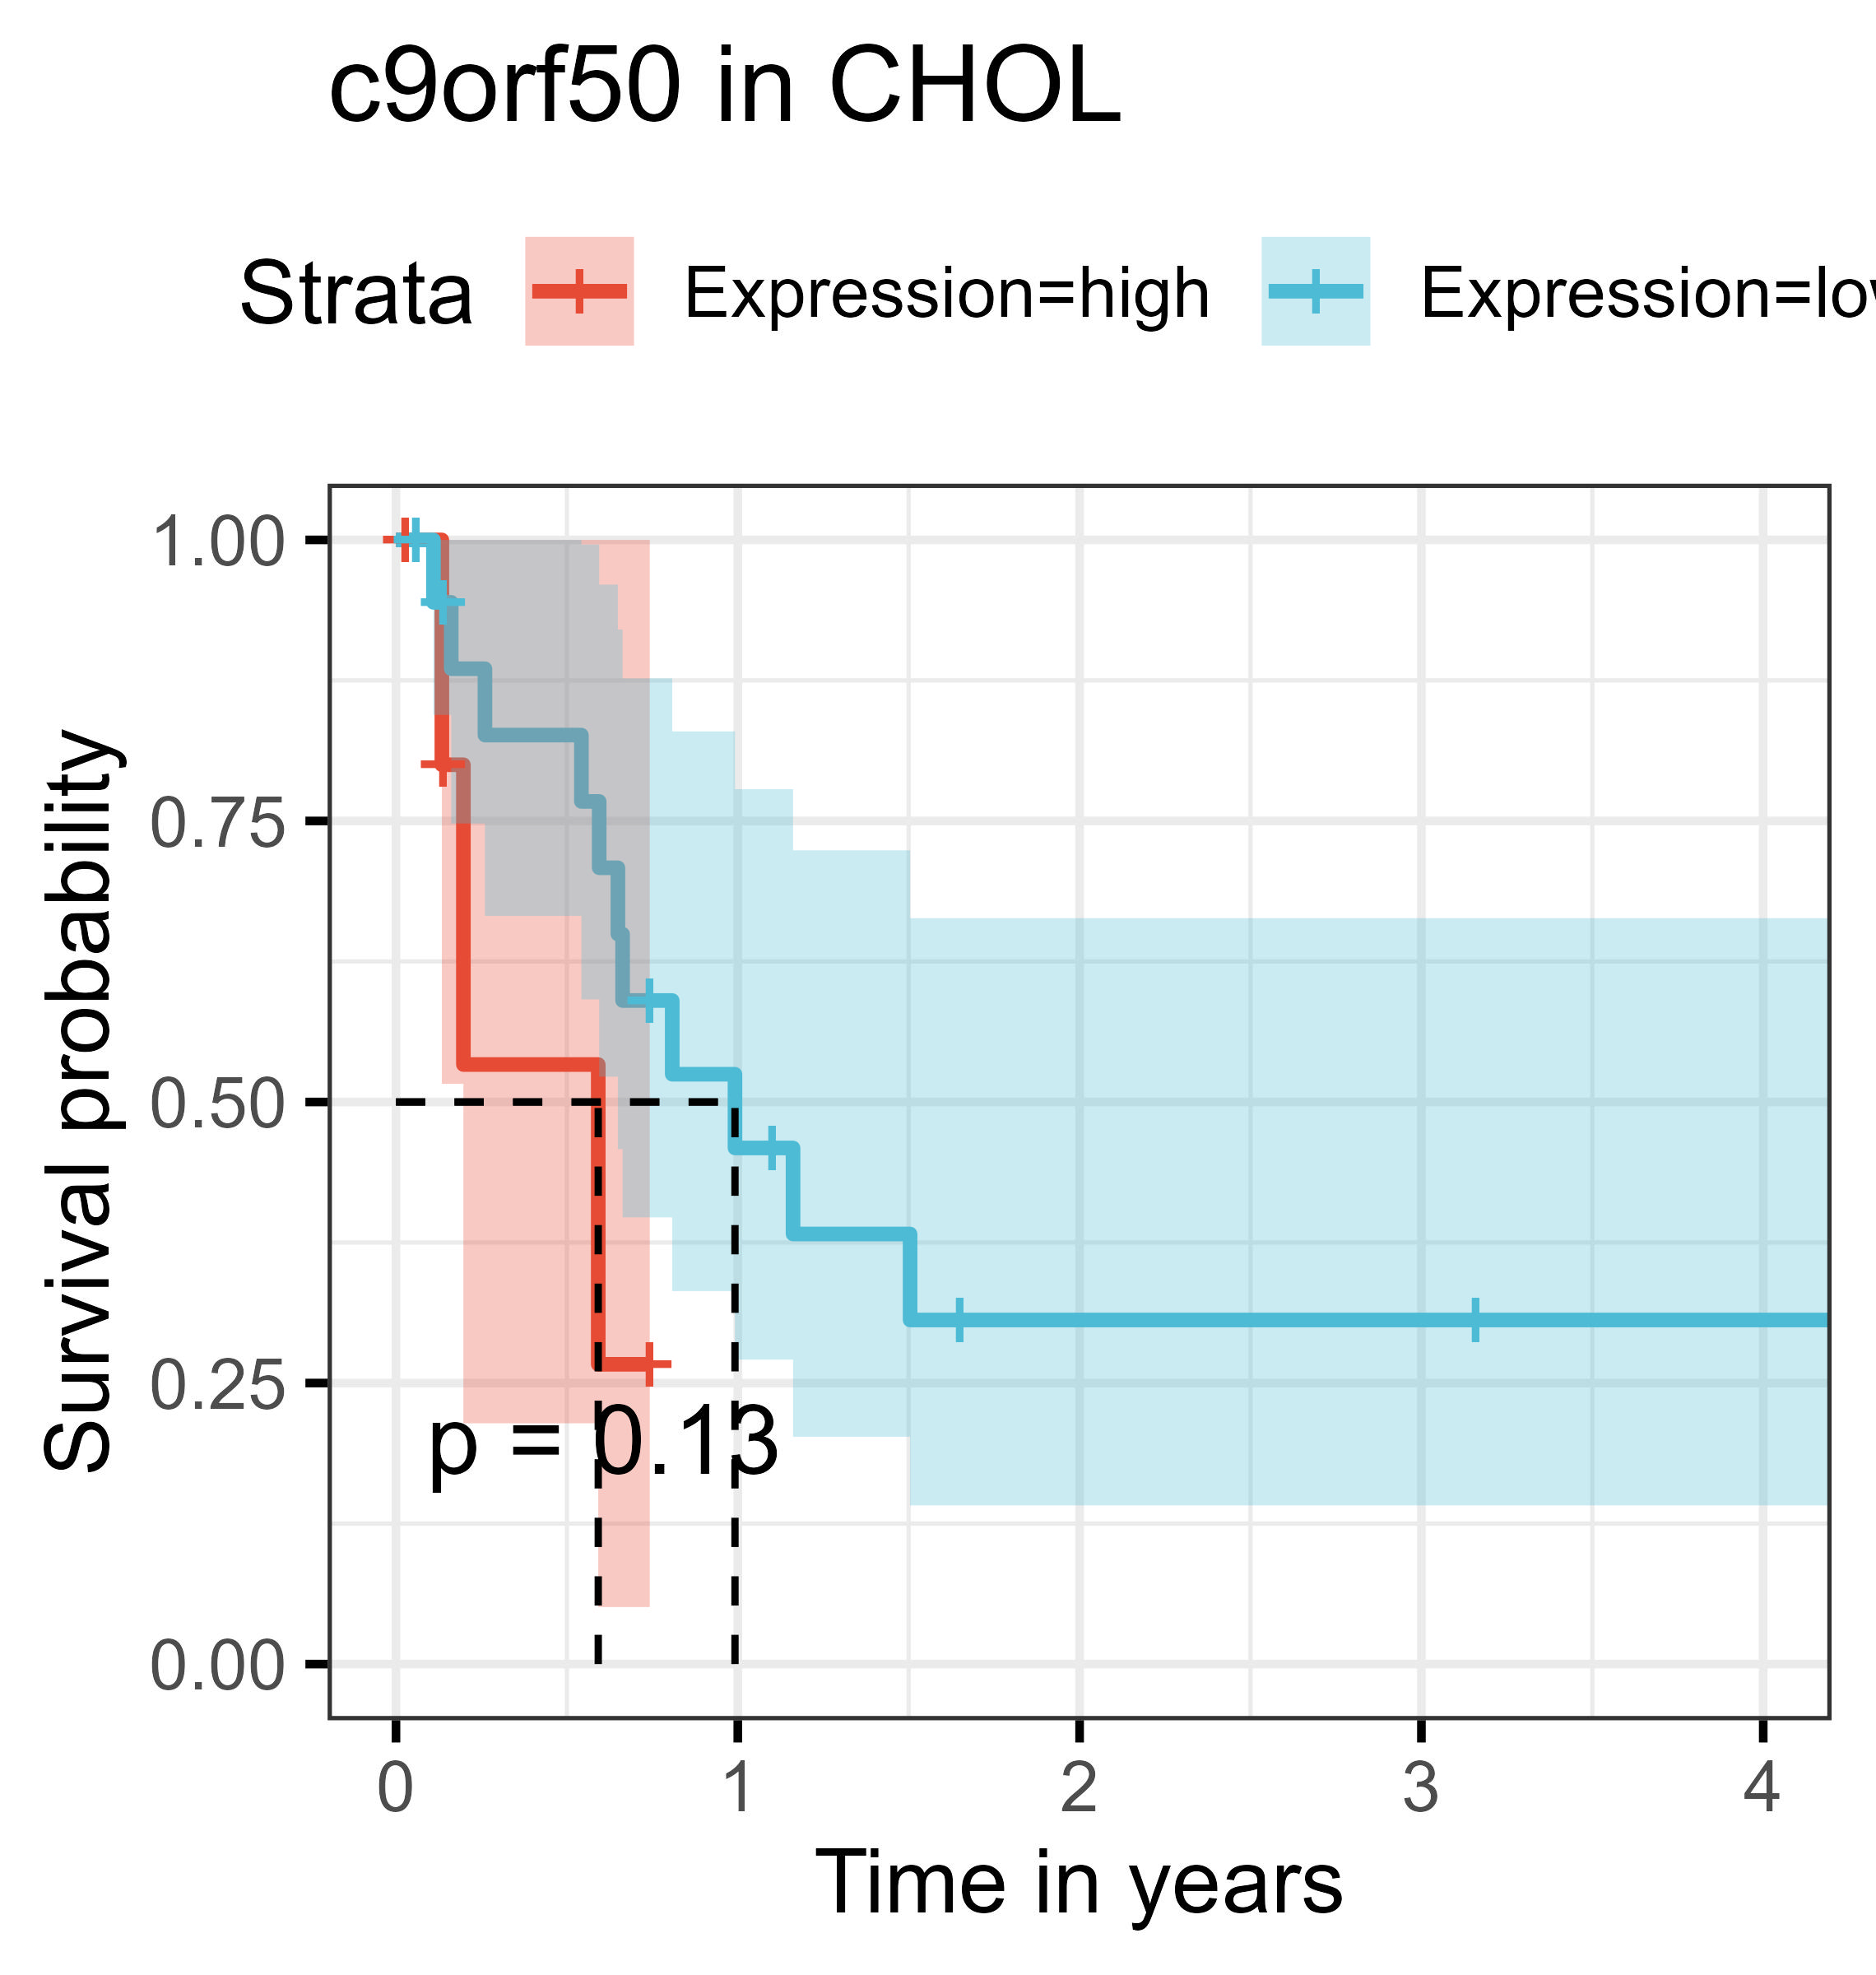 c9orf50 in CHOL
Strata Expression=high Expression=lo
1.00
0.75
0.50
0.25
0.00
Survival probability
p = 0.13
0 1 2 3 4
Time in years